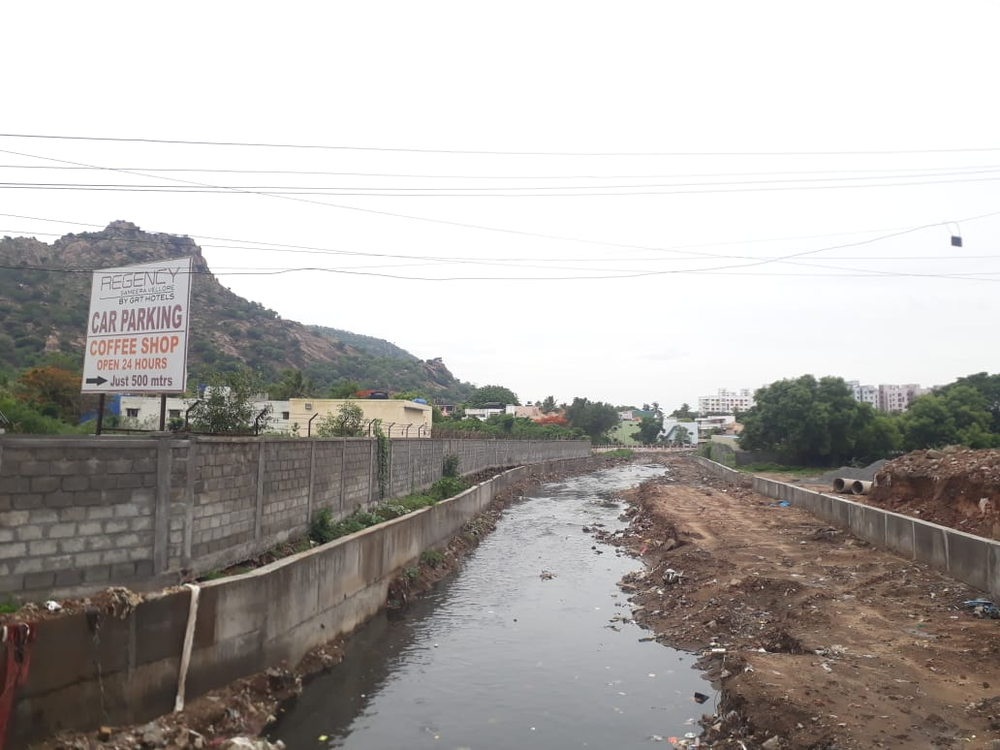 REGENCY
SAMEERA VELLORE
BY GRT HOTELS
CAR PARKING
COFFEE SHOP
OPEN 24 HOURS
Just 500 mtrs